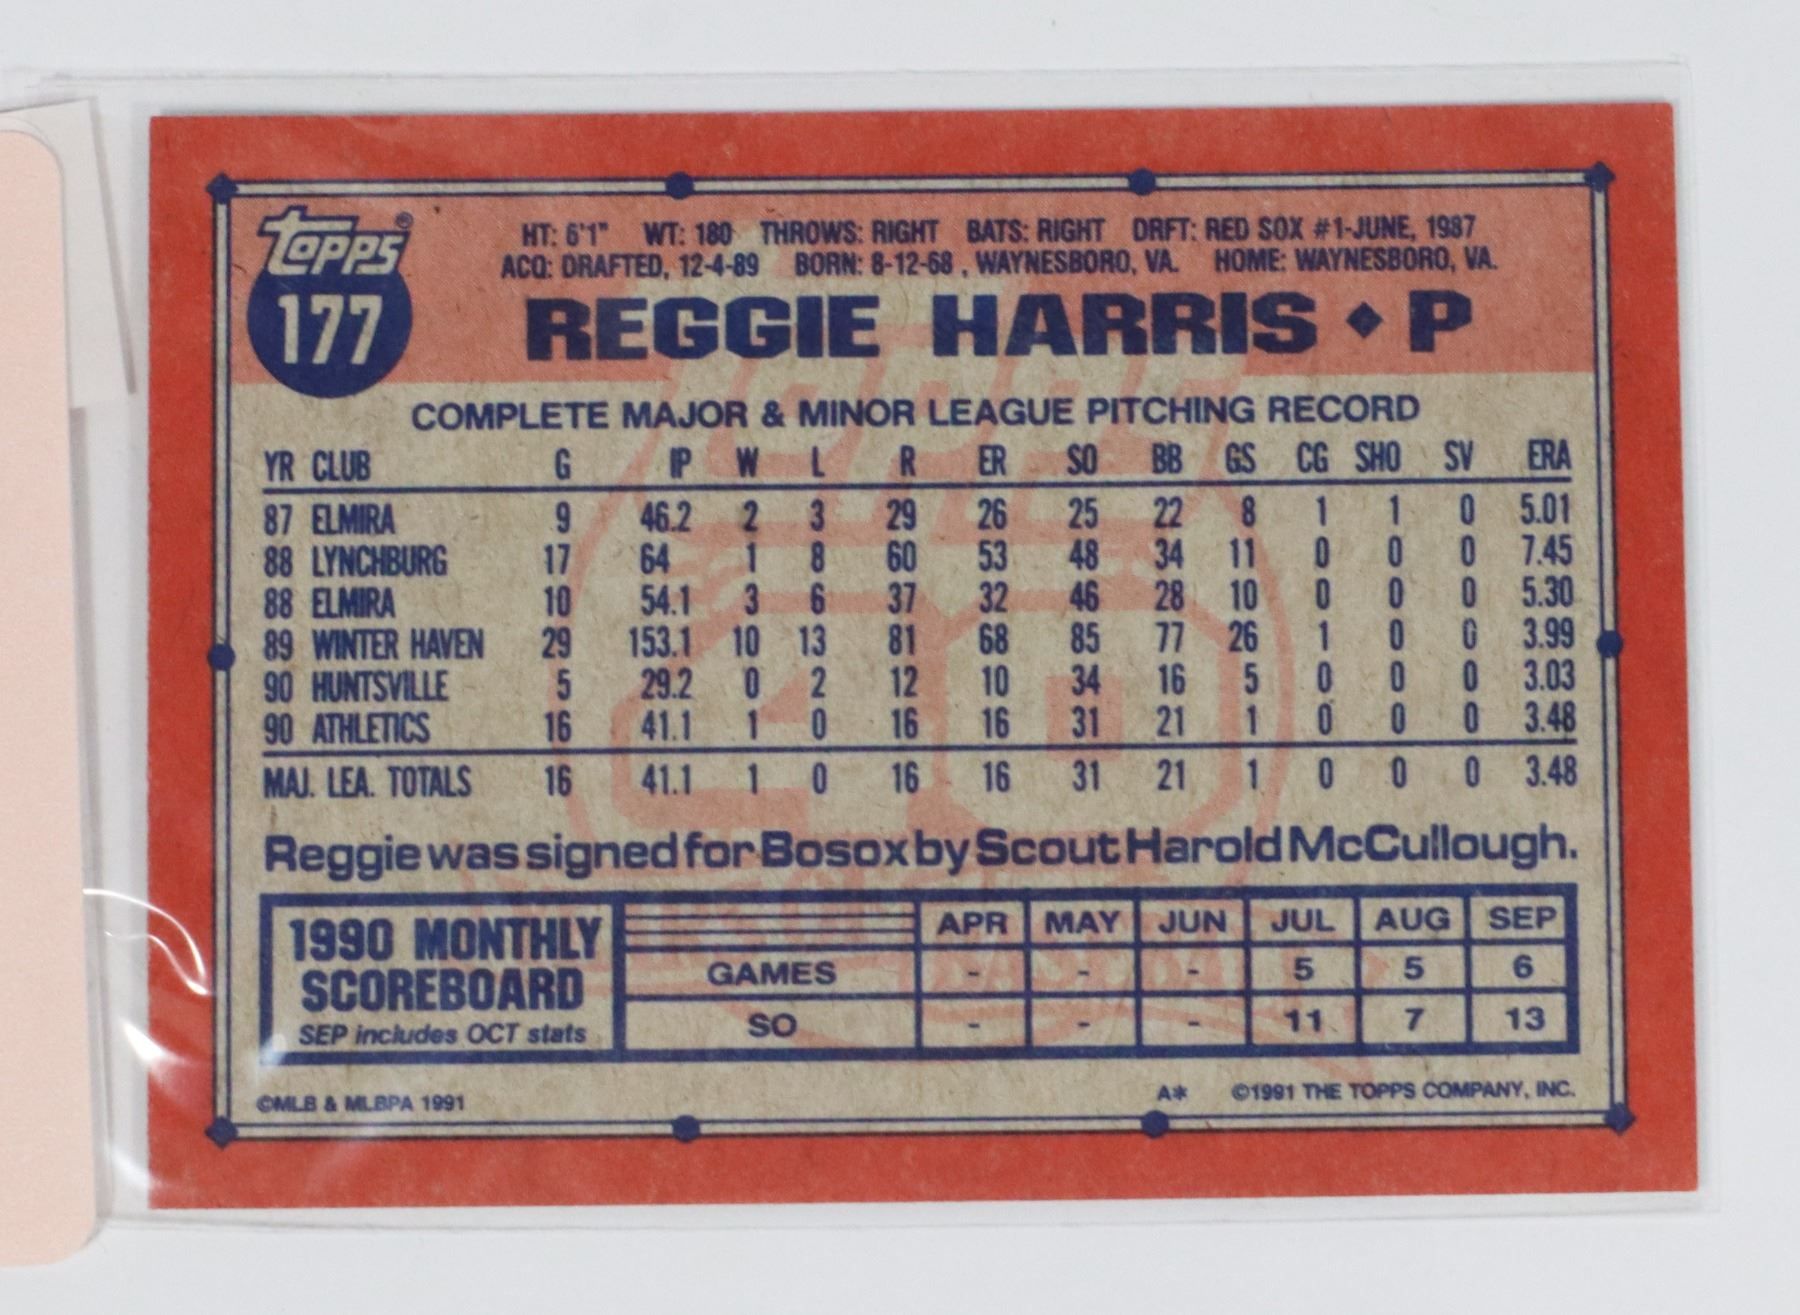 Topps®
177
HT: 6'1" WT: 180 THROWS: RIGHT BATS: RIGHT DRFT: RED SOX #1-JUNE, 1987
ACQ: DRAFTED, 12-4-89 BORN: 8-12-68 , WAYNESBORO, VA. HOME: WAYNESBORO, VA.
REGGIE HARRIS ◆ P
COMPLETE MAJOR & MINOR LEAGUE PITCHING RECORD
YR CLUB G IP W L R ER SO BB GS CG SHO SV ERA
87 ELMIRA 9 46.2 2 3 29 26 25 22 8 1 1 0 5.01
88 LYNCHBURG 17 64 1 8 60 53 48 34 11 0 0 0 7.45
88 ELMIRA 10 54.1 3 6 37 32 46 28 10 0 0 0 5.30
89 WINTER HAVEN 29 153.1 10 13 81 68 85 77 26 1 0 0 3.99
90 HUNTSVILLE 5 29.2 0 2 12 10 34 16 5 0 0 0 3.03
90 ATHLETICS 16 41.1 1 0 16 16 31 21 1 0 0 0 3.48
MAJ. LEA. TOTALS 16 41.1 1 0 16 16 31 21 1 0 0 0 3.48
Reggie was signed for Bosox by Scout Harold McCullough.
1990 MONTHLY
SCOREBOARD
SEP includes OCT stats
APR MAY JUN JUL AUG SEP
GAMES - - - 5 5 6
SO - - - 11 7 13
©MLB & MLBPA 1991
A* ©1991 THE TOPPS COMPANY, INC.